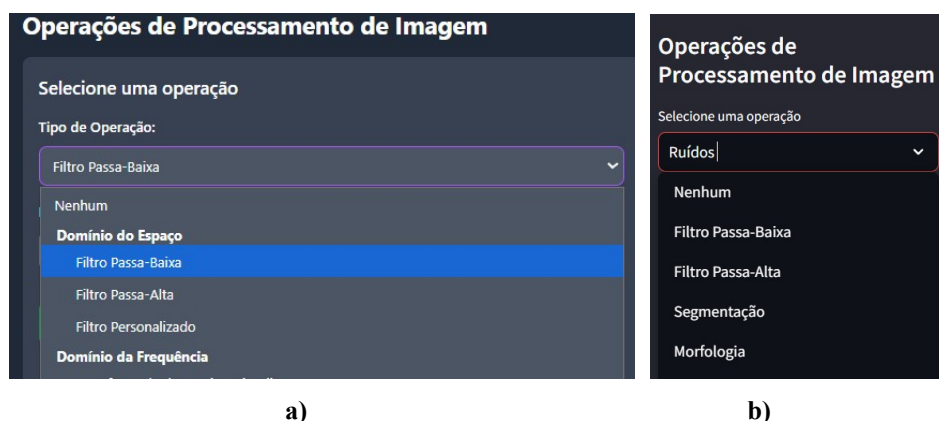 Operações de Processamento de Imagem
Selecione uma operação
Tipo de Operação:
Filtro Passa-Baixa
Nenhum
Domínio do Espaço
Filtro Passa-Baixa
Filtro Passa-Alta
Filtro Personalizado
Domínio da Frequência
a)
Operações de
Processamento de Imagem
Selecione uma operação
Ruídos
Nenhum
Filtro Passa-Baixa
Filtro Passa-Alta
Segmentação
Morfologia
b)